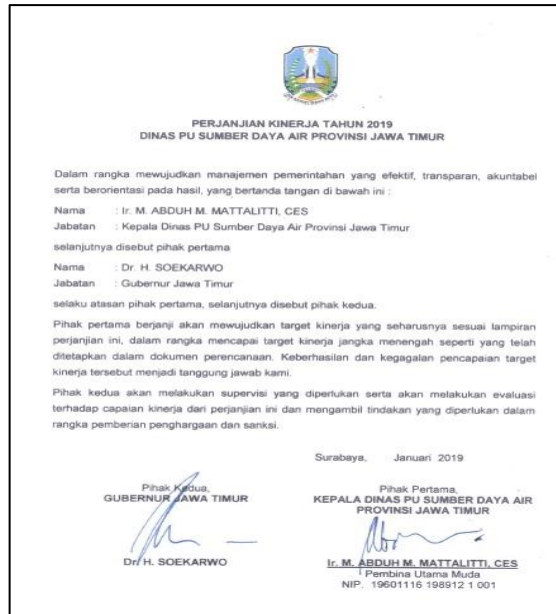 PERJANJIAN KINERJA TAHUN 2019
DINAS PU SUMBER DAYA AIR PROVINSI JAWA TIMUR
Dalam rangka mewujudkan manajemen pemerintahan yang efektif, transparan, akuntabel
serta berorientasi pada hasil, yang bertanda tangan di bawah ini :
Nama : Ir. M. ABDUH M. MATTALITTI, CES
Jabatan : Kepala Dinas PU Sumber Daya Air Provinsi Jawa Timur
selanjutnya disebut pihak pertama
Nama : Dr. H. SOEKARWO
Jabatan : Gubernur Jawa Timur
selaku atasan pihak pertama, selanjutnya disebut pihak kedua.
Pihak pertama berjanji akan mewujudkan target kinerja yang seharusnya sesuai lampiran
perjanjian ini, dalam rangka mencapai target kinerja jangka menengah seperti yang telah
ditetapkan dalam dokumen perencanaan. Keberhasilan dan kegagalan pencapaian target
kinerja tersebut menjadi tanggung jawab kami.
Pihak kedua akan melakukan supervisi yang diperlukan serta akan melakukan evaluasi
terhadap capaian kinerja dari perjanjian ini dan mengambil tindakan yang diperlukan dalam
rangka pemberian penghargaan dan sanksi.
Surabaya, Januari 2019
Pihak Kedua,
GUBERNUR JAWA TIMUR
Dr. H. SOEKARWO
Pihak Pertama,
KEPALA DINAS PU SUMBER DAYA AIR
PROVINSI JAWA TIMUR
Ir. M. ABDUH M. MATTALITTI, CES
Pembina Utama Muda
NIP. 19601116 198912 1 001